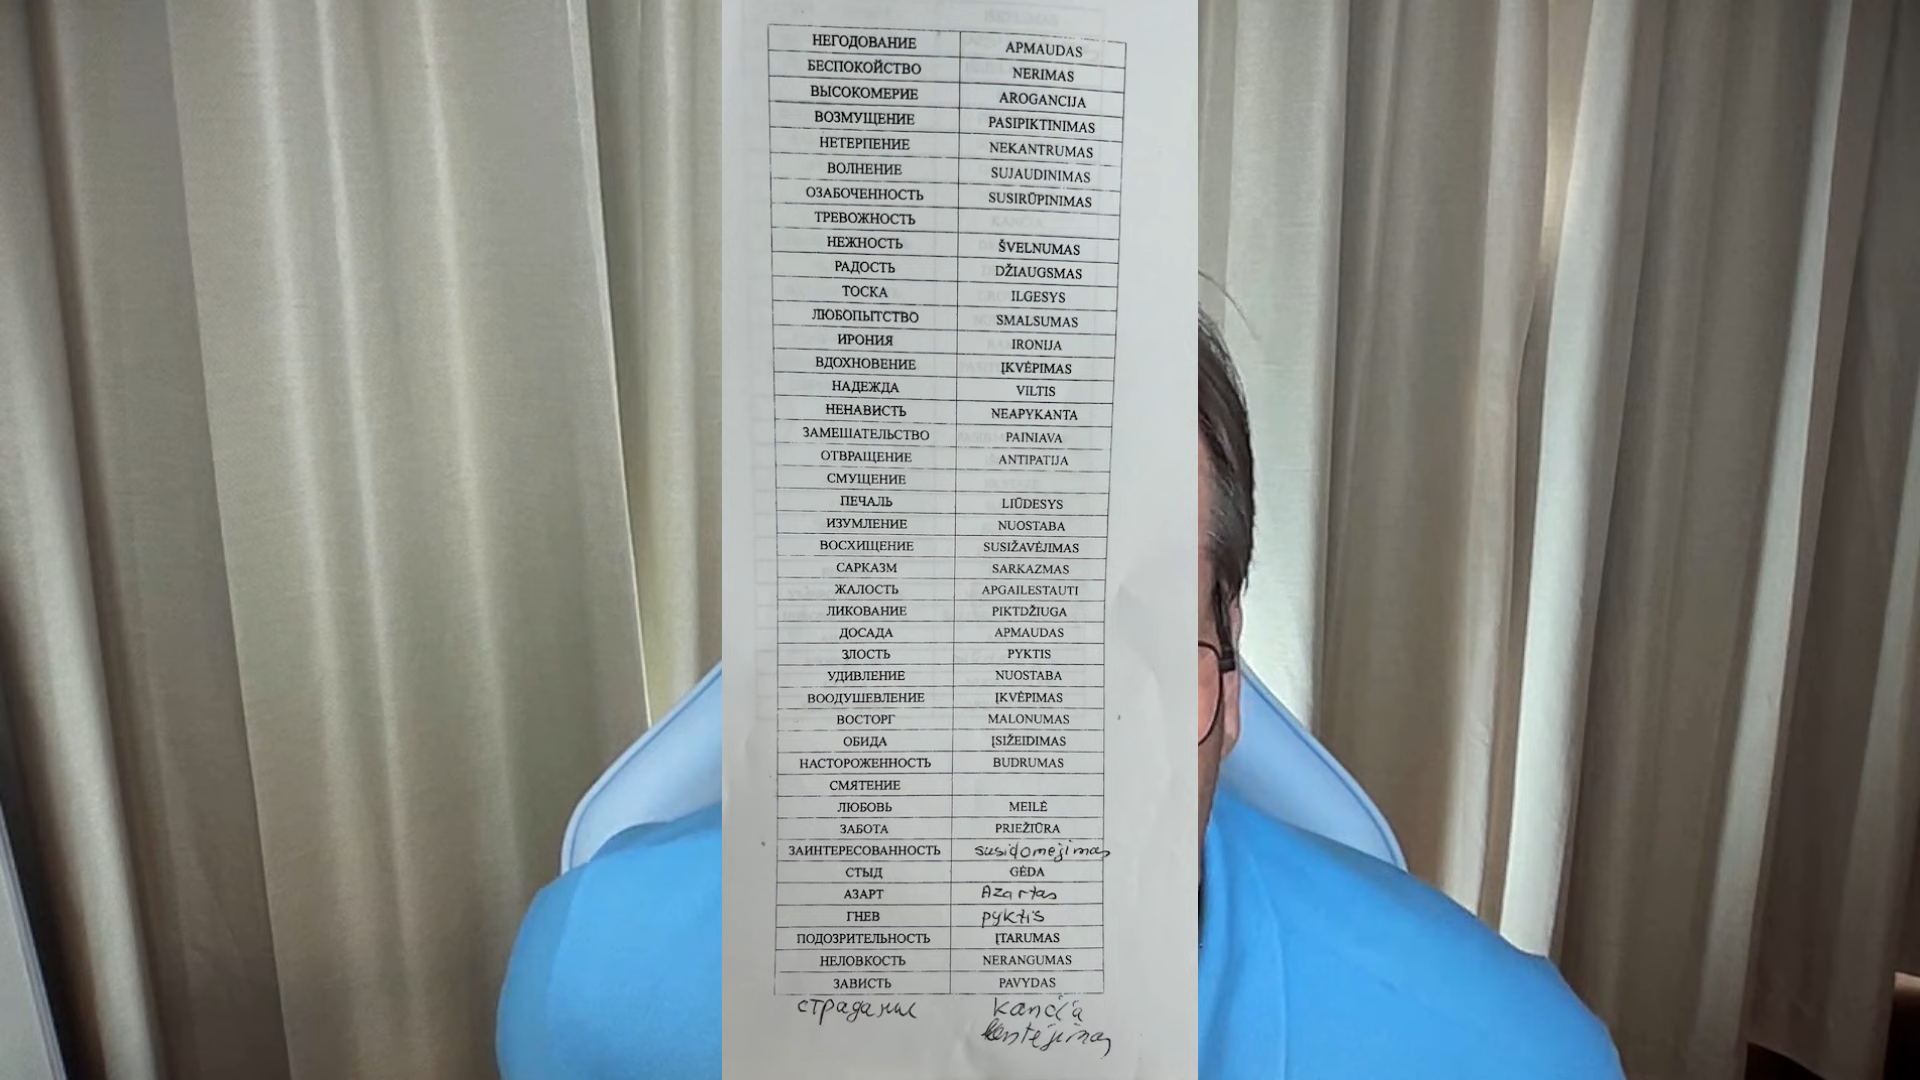 НЕГОДОВАНИЕ APMAUDAS
БЕСПОКОЙСТВО NERIMAS
ВЫСОКОМЕРИЕ AROGANCIJA
ВОЗМУЩЕНИЕ PASIPIKTINIMAS
НЕТЕРПЕНИЕ NEKANTRUMAS
ВОЛНЕНИЕ SUJAUDINIMAS
ОЗАБОЧЕННОСТЬ SUSIRŪPINIMAS
ТРЕВОЖНОСТЬ
НЕЖНОСТЬ ŠVELNUMAS
РАДОСТЬ DŽIAUGSMAS
ТОСКА ILGESYS
ЛЮБОПЫТСТВО SMALSUMAS
ИРОНИЯ IRONIJA
ВДОХНОВЕНИЕ ĮKVĖPIMAS
НАДЕЖДА VILTIS
НЕНАВИСТЬ NEAPYKANTA
ЗАМЕШАТЕЛЬСТВО PAINIAVA
ОТВРАЩЕНИЕ ANTIPATIJA
СМУЩЕНИЕ
ПЕЧАЛЬ LIŪDESYS
ИЗУМЛЕНИЕ NUOSTABA
ВОСХИЩЕНИЕ SUSIŽAVĖJIMAS
САРКАЗМ SARKAZMAS
ЖАЛОСТЬ APGAILESTAUTI
ЛИКОВАНИЕ PIKTDŽIUGA
ДОСАДА APMAUDAS
ЗЛОСТЬ PYKTIS
УДИВЛЕНИЕ NUOSTABA
ВООДУШЕВЛЕНИЕ ĮKVĖPIMAS
ВОСТОРГ MALONUMAS
ОБИДА ĮSIŽEIDIMAS
НАСТОРОЖЕННОСТЬ BUDRUMAS
СМЯТЕНИЕ
ЛЮБОВЬ MEILĖ
ЗАБОТА PRIEŽIŪRA
ЗАИНТЕРЕСОВАННОСТЬ susidomėjimas
СТЫД GĖDA
АЗАРТ Azartas
ГНЕВ pyktis
ПОДОЗРИТЕЛЬНОСТЬ ĮTARUMAS
НЕЛОВКОСТЬ NERANGUMAS
ЗАВИСТЬ PAVYDAS
страдание kančia